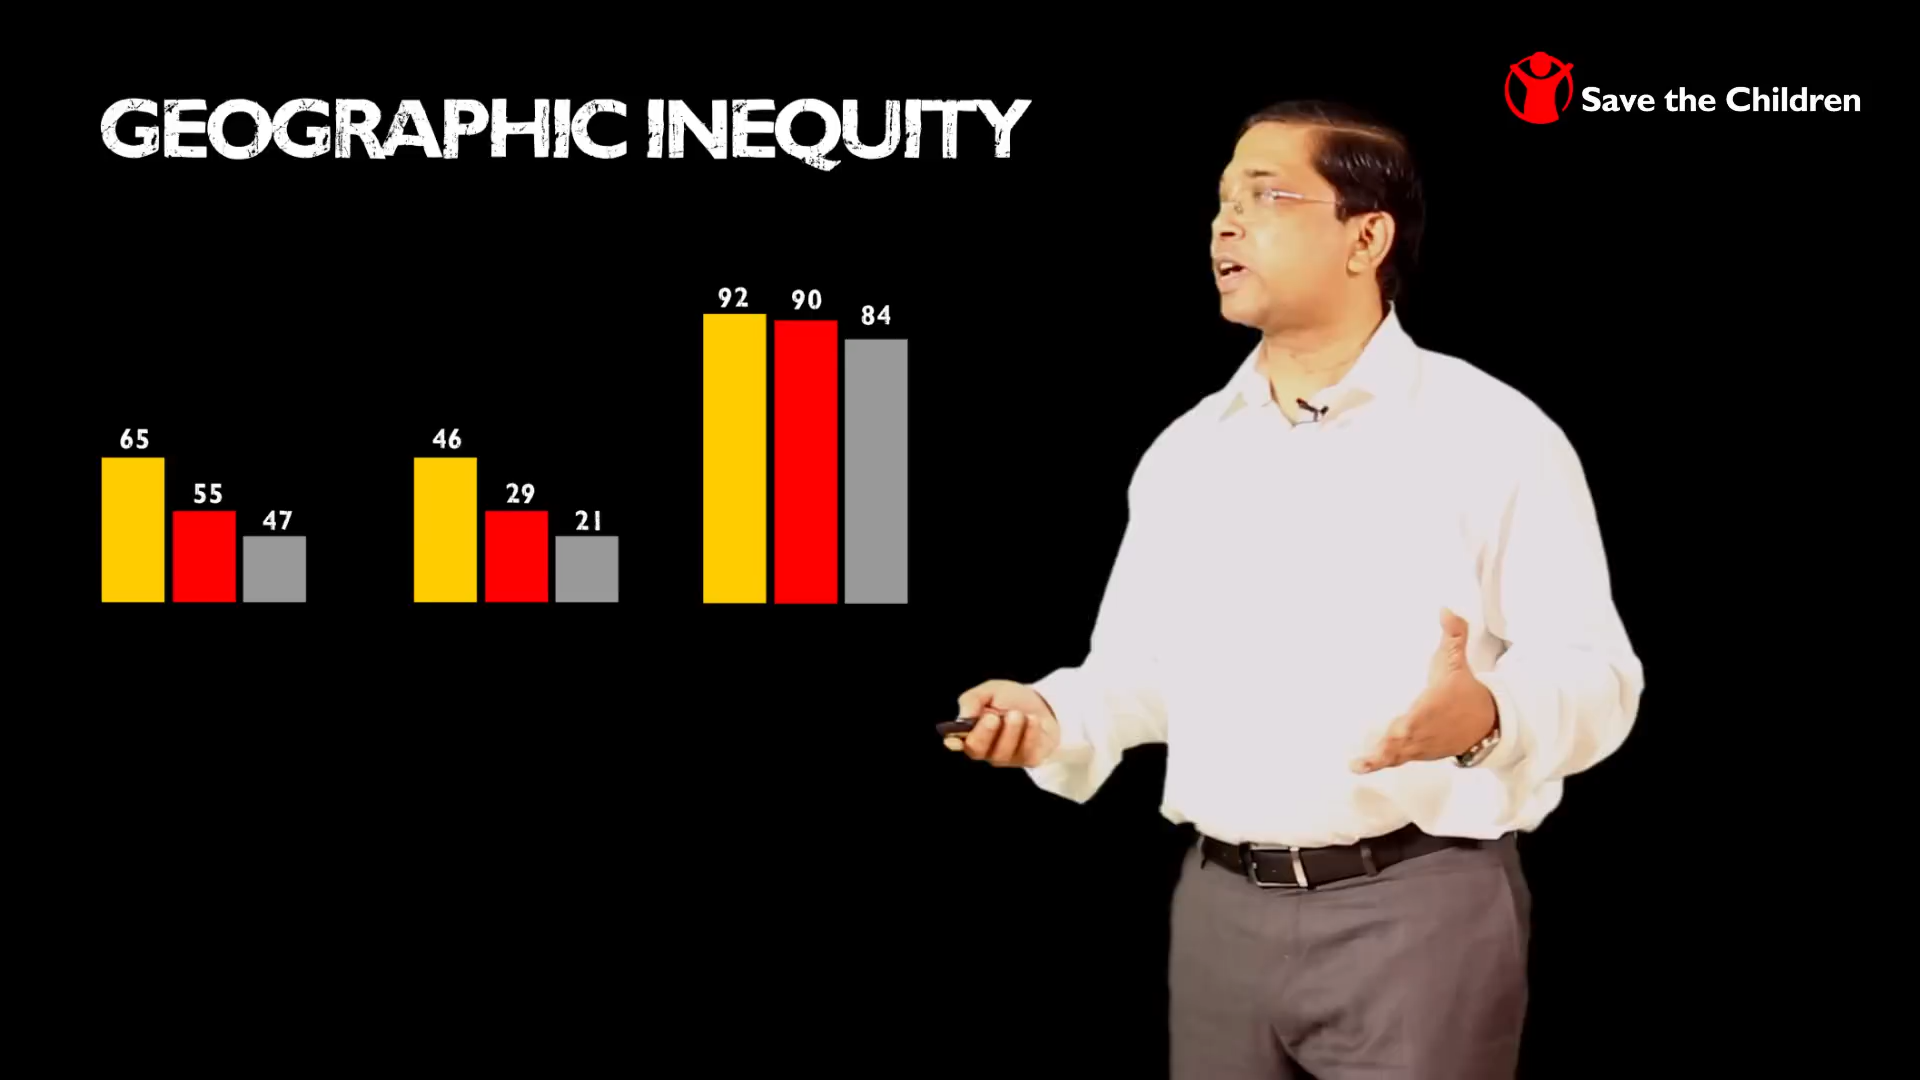 GEOGRAPHIC INEQUITY
Save the Children
65 55 47
46 29 21
92 90 84